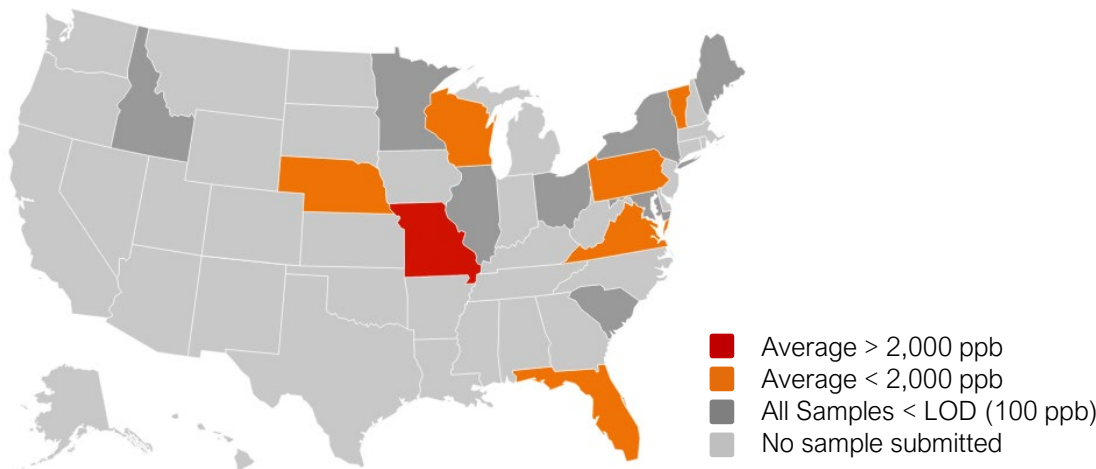 Average > 2,000 ppb
Average < 2,000 ppb
All Samples < LOD (100 ppb)
No sample submitted